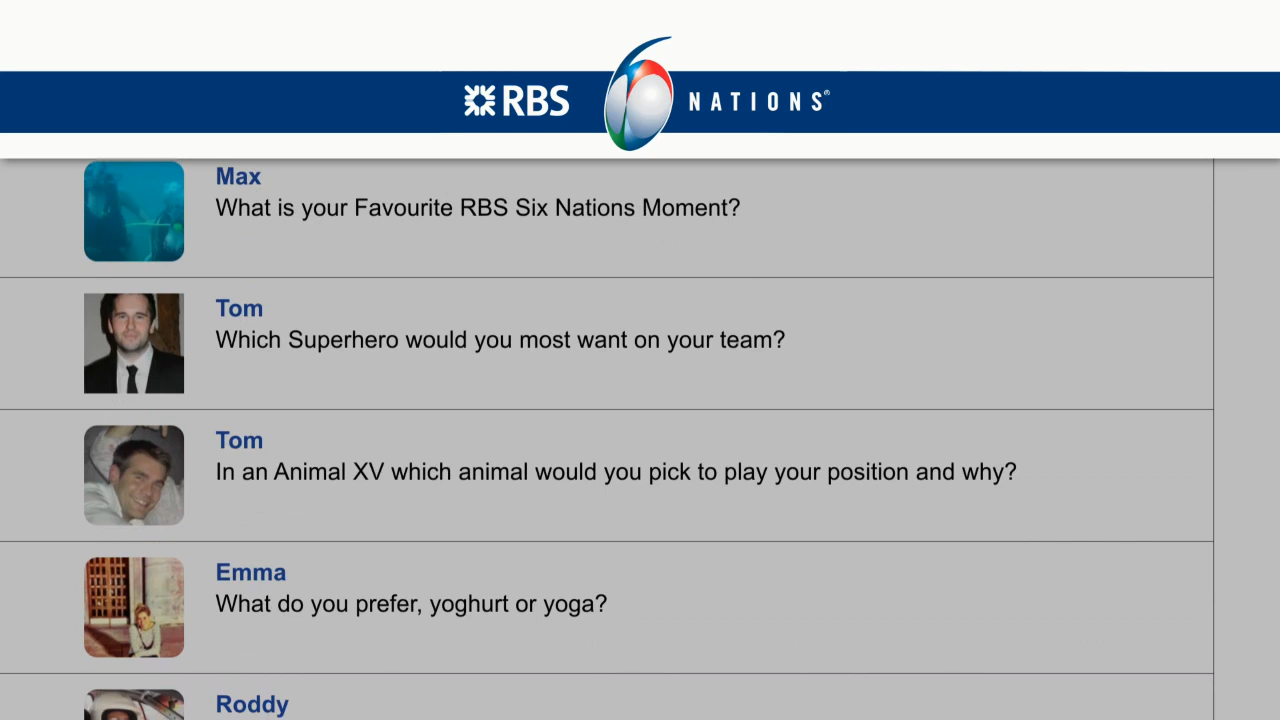 RBS 6 NATIONS®
Max
What is your Favourite RBS Six Nations Moment?
Tom
Which Superhero would you most want on your team?
Tom
In an Animal XV which animal would you pick to play your position and why?
Emma
What do you prefer, yoghurt or yoga?
Roddy